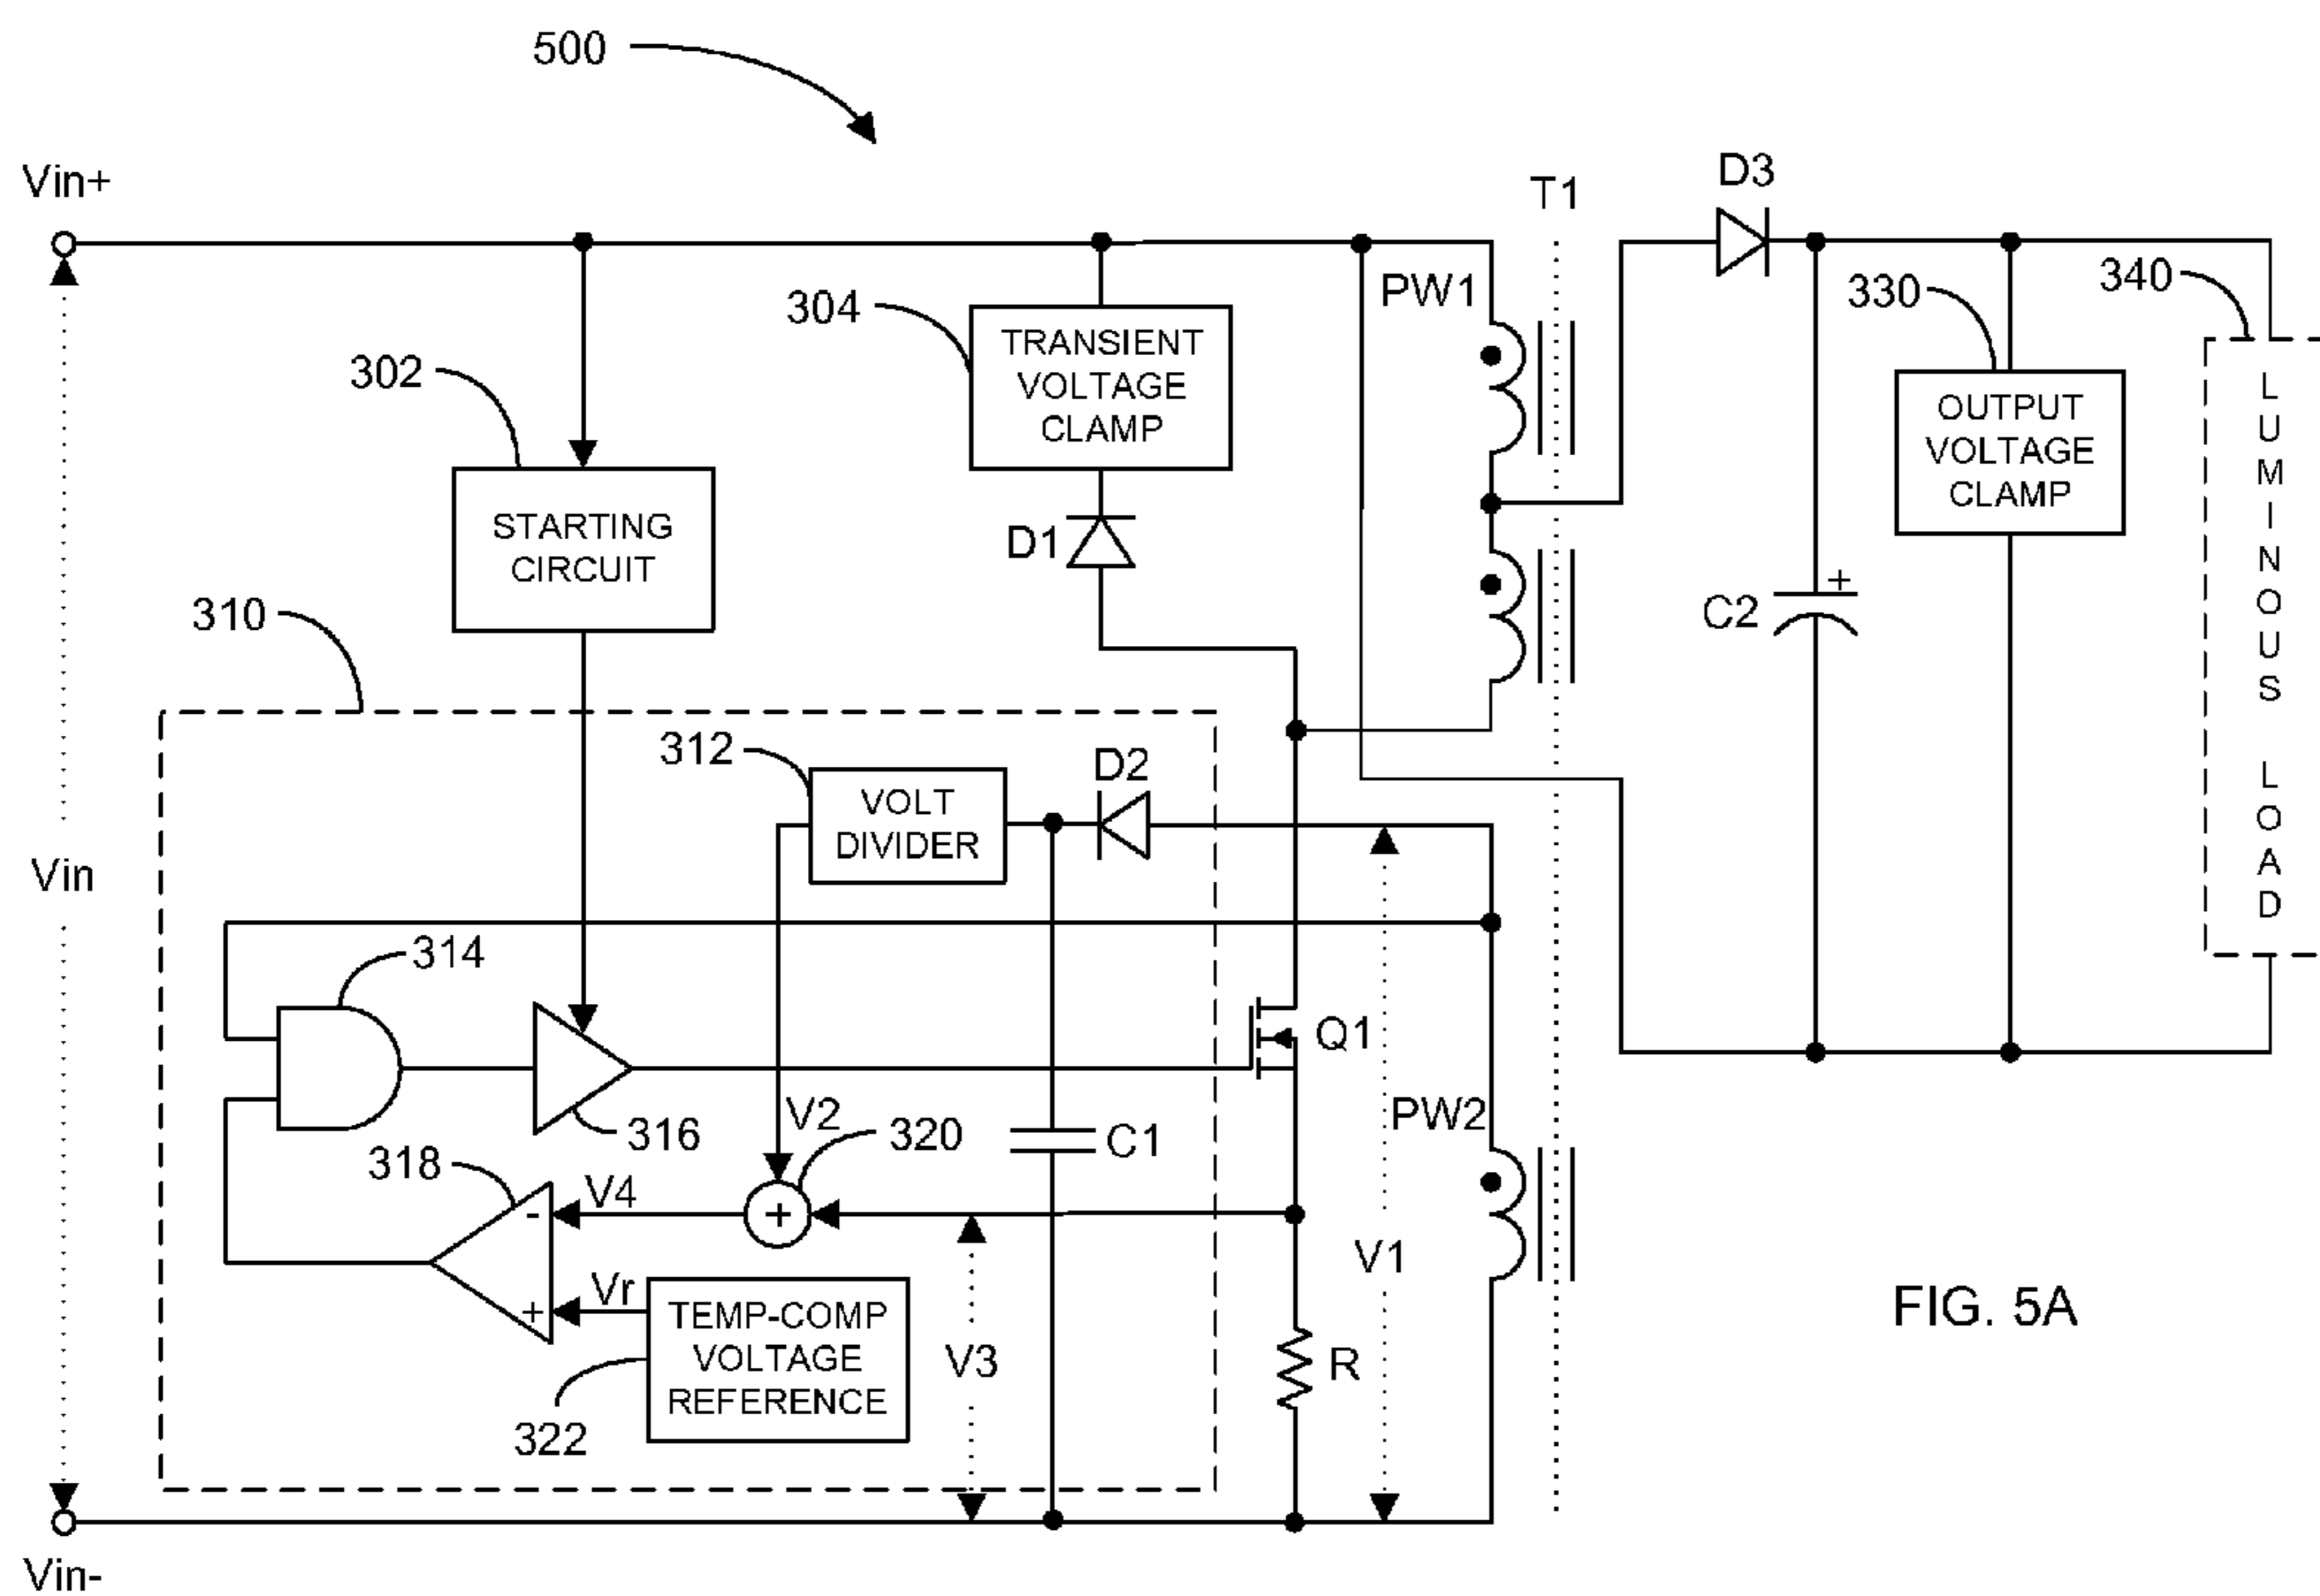 500
Vin+
T1
D3
PW1
304
TRANSIENT
VOLTAGE
CLAMP
330
340
302
OUTPUT
VOLTAGE
CLAMP
LUMINOUS LOAD
STARTING
CIRCUIT
D1
310
C2
+
312
VOLT
DIVIDER
D2
Vin
314
Q1
316
V2
320
C1
PW2
318
V4
-
+
V1
Vr
+
TEMP-COMP
VOLTAGE
REFERENCE
V3
R
322
FIG. 5A
Vin-